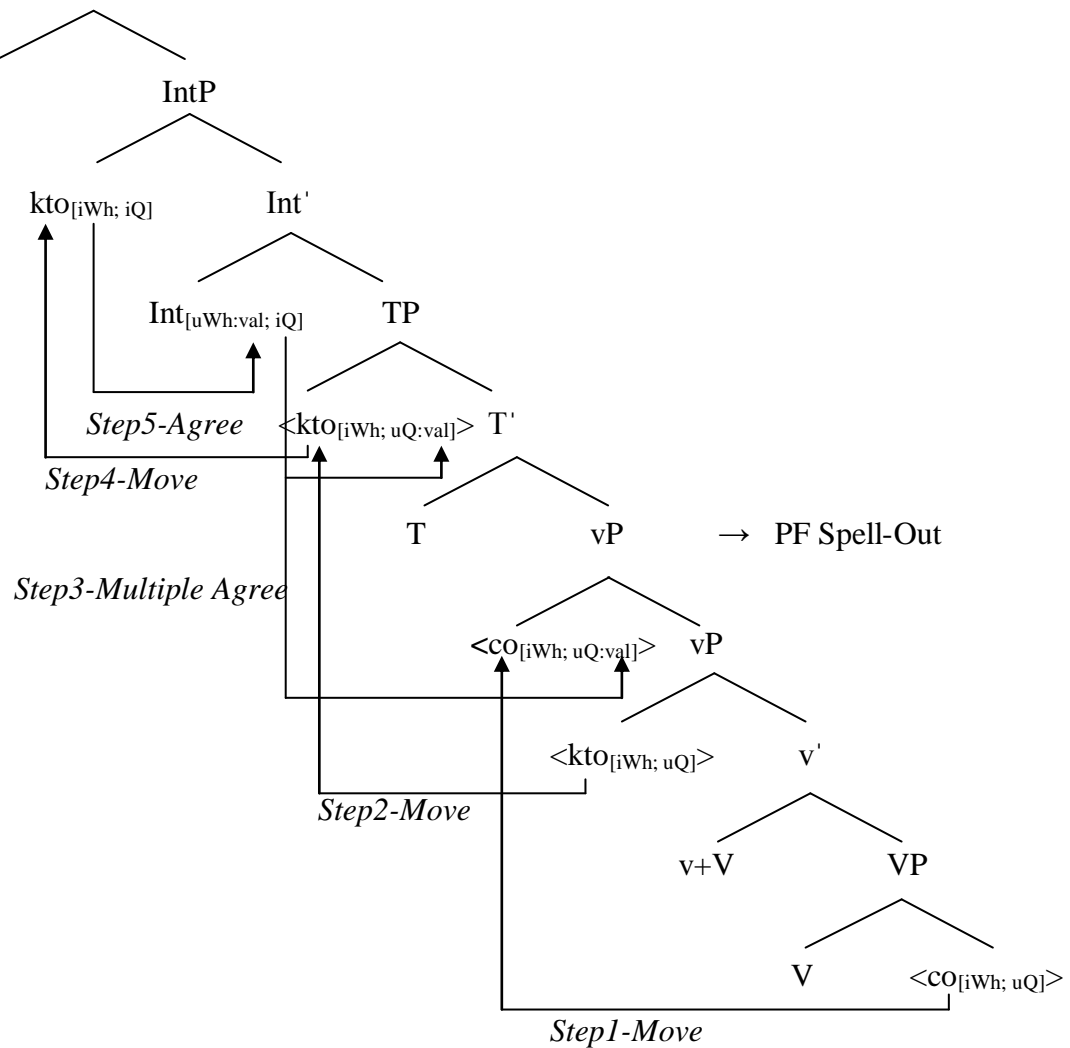 IntP
kto[iWh; iQ] Int'
Int[uWh:val; iQ] TP
Step5-Agree <kto[iWh; uQ:val]> T'
Step4-Move
T vP → PF Spell-Out
Step3-Multiple Agree
<co[iWh; uQ:val]> vP
<kto[iWh; uQ]> v'
Step2-Move
v+V VP
V <co[iWh; uQ]>
Step1-Move